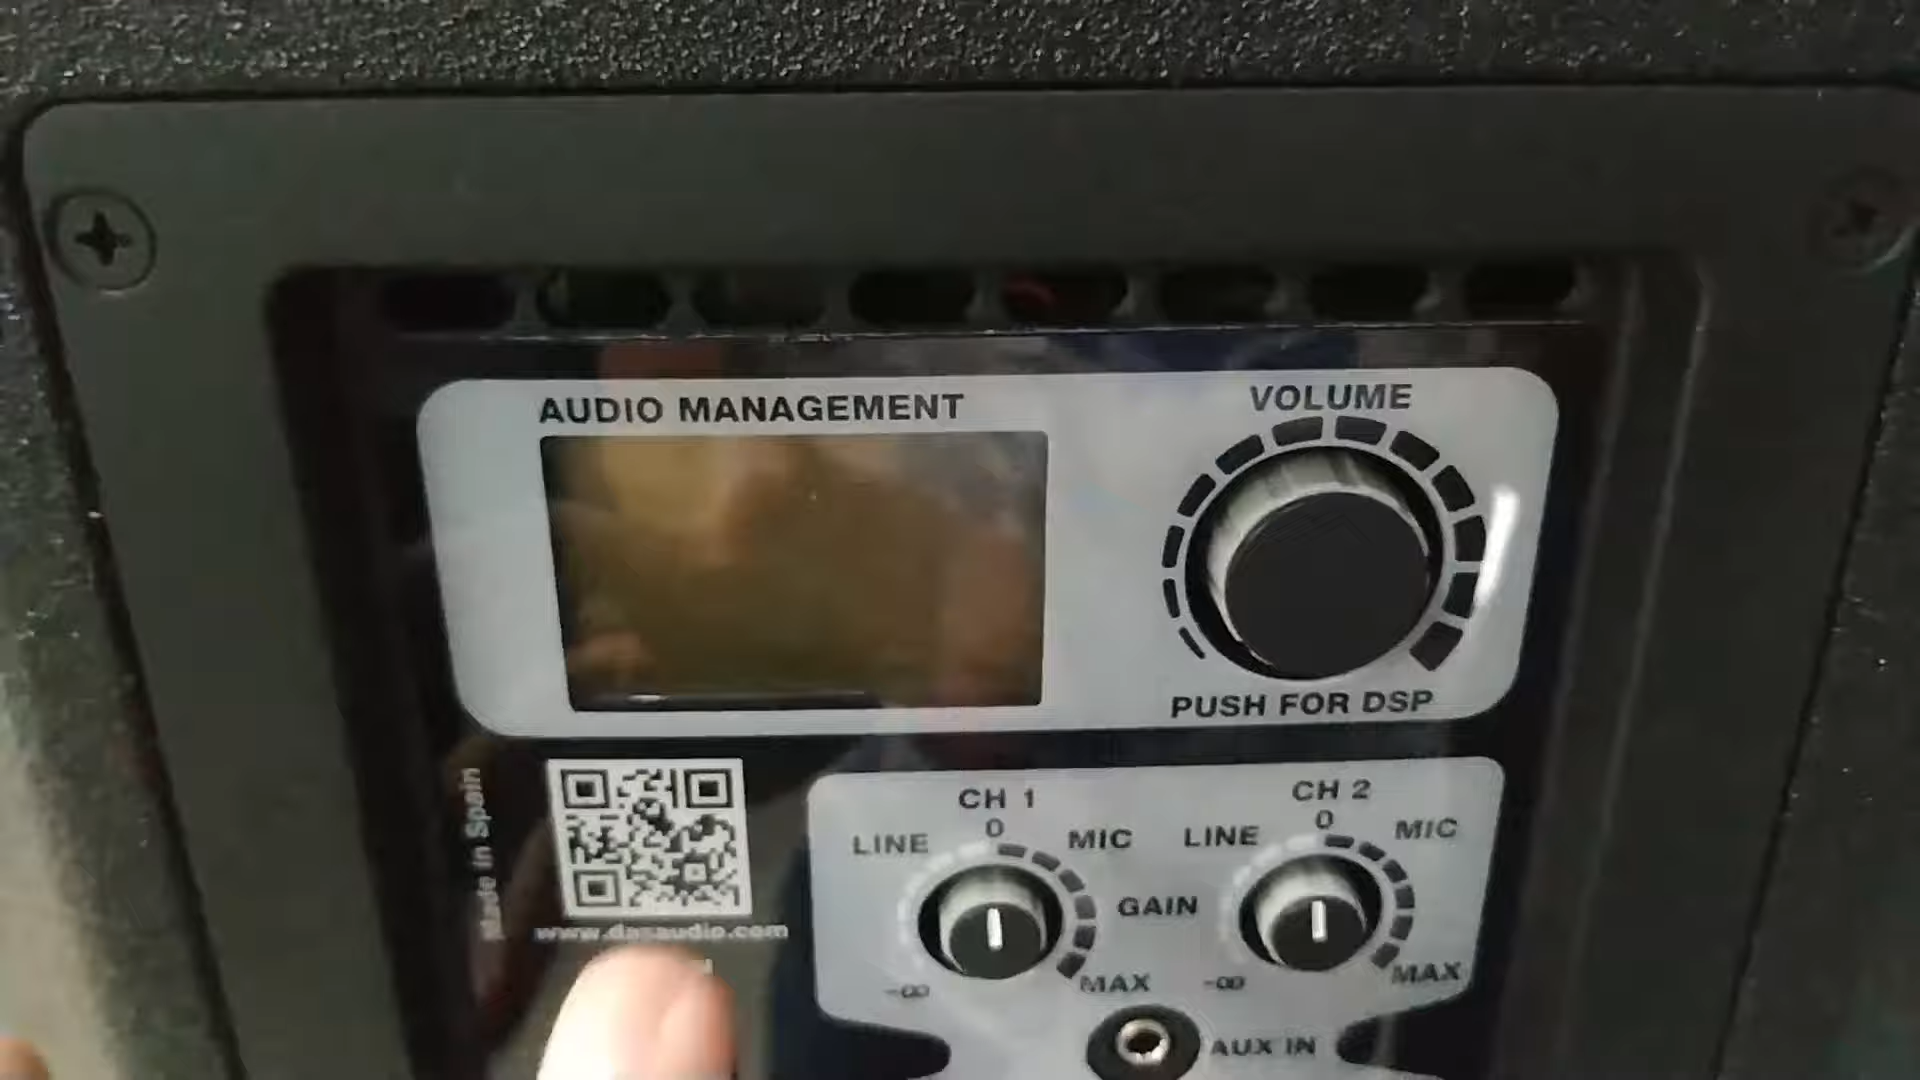 AUDIO MANAGEMENT
VOLUME
PUSH FOR DSP
Made in Spain
www.dasaudio.com
CH 1
0
LINE
MIC
GAIN
-∞
MAX
CH 2
0
LINE
MIC
-∞
MAX
AUX IN